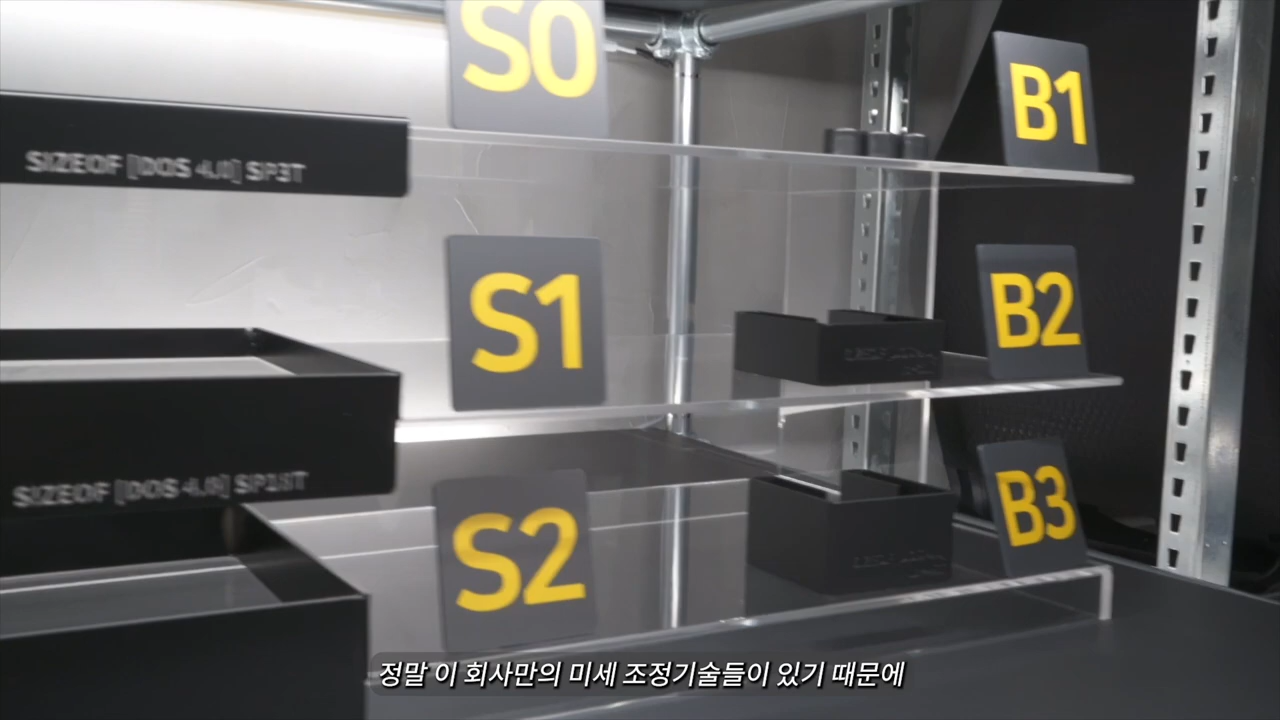 S0
B1
SIZEOF [DOS 4.0] SP3T
S1
B2
SIZEOF [DOS 4.0]
S2
B3
정말 이 회사만의 미세 조정기술들이 있기 때문에